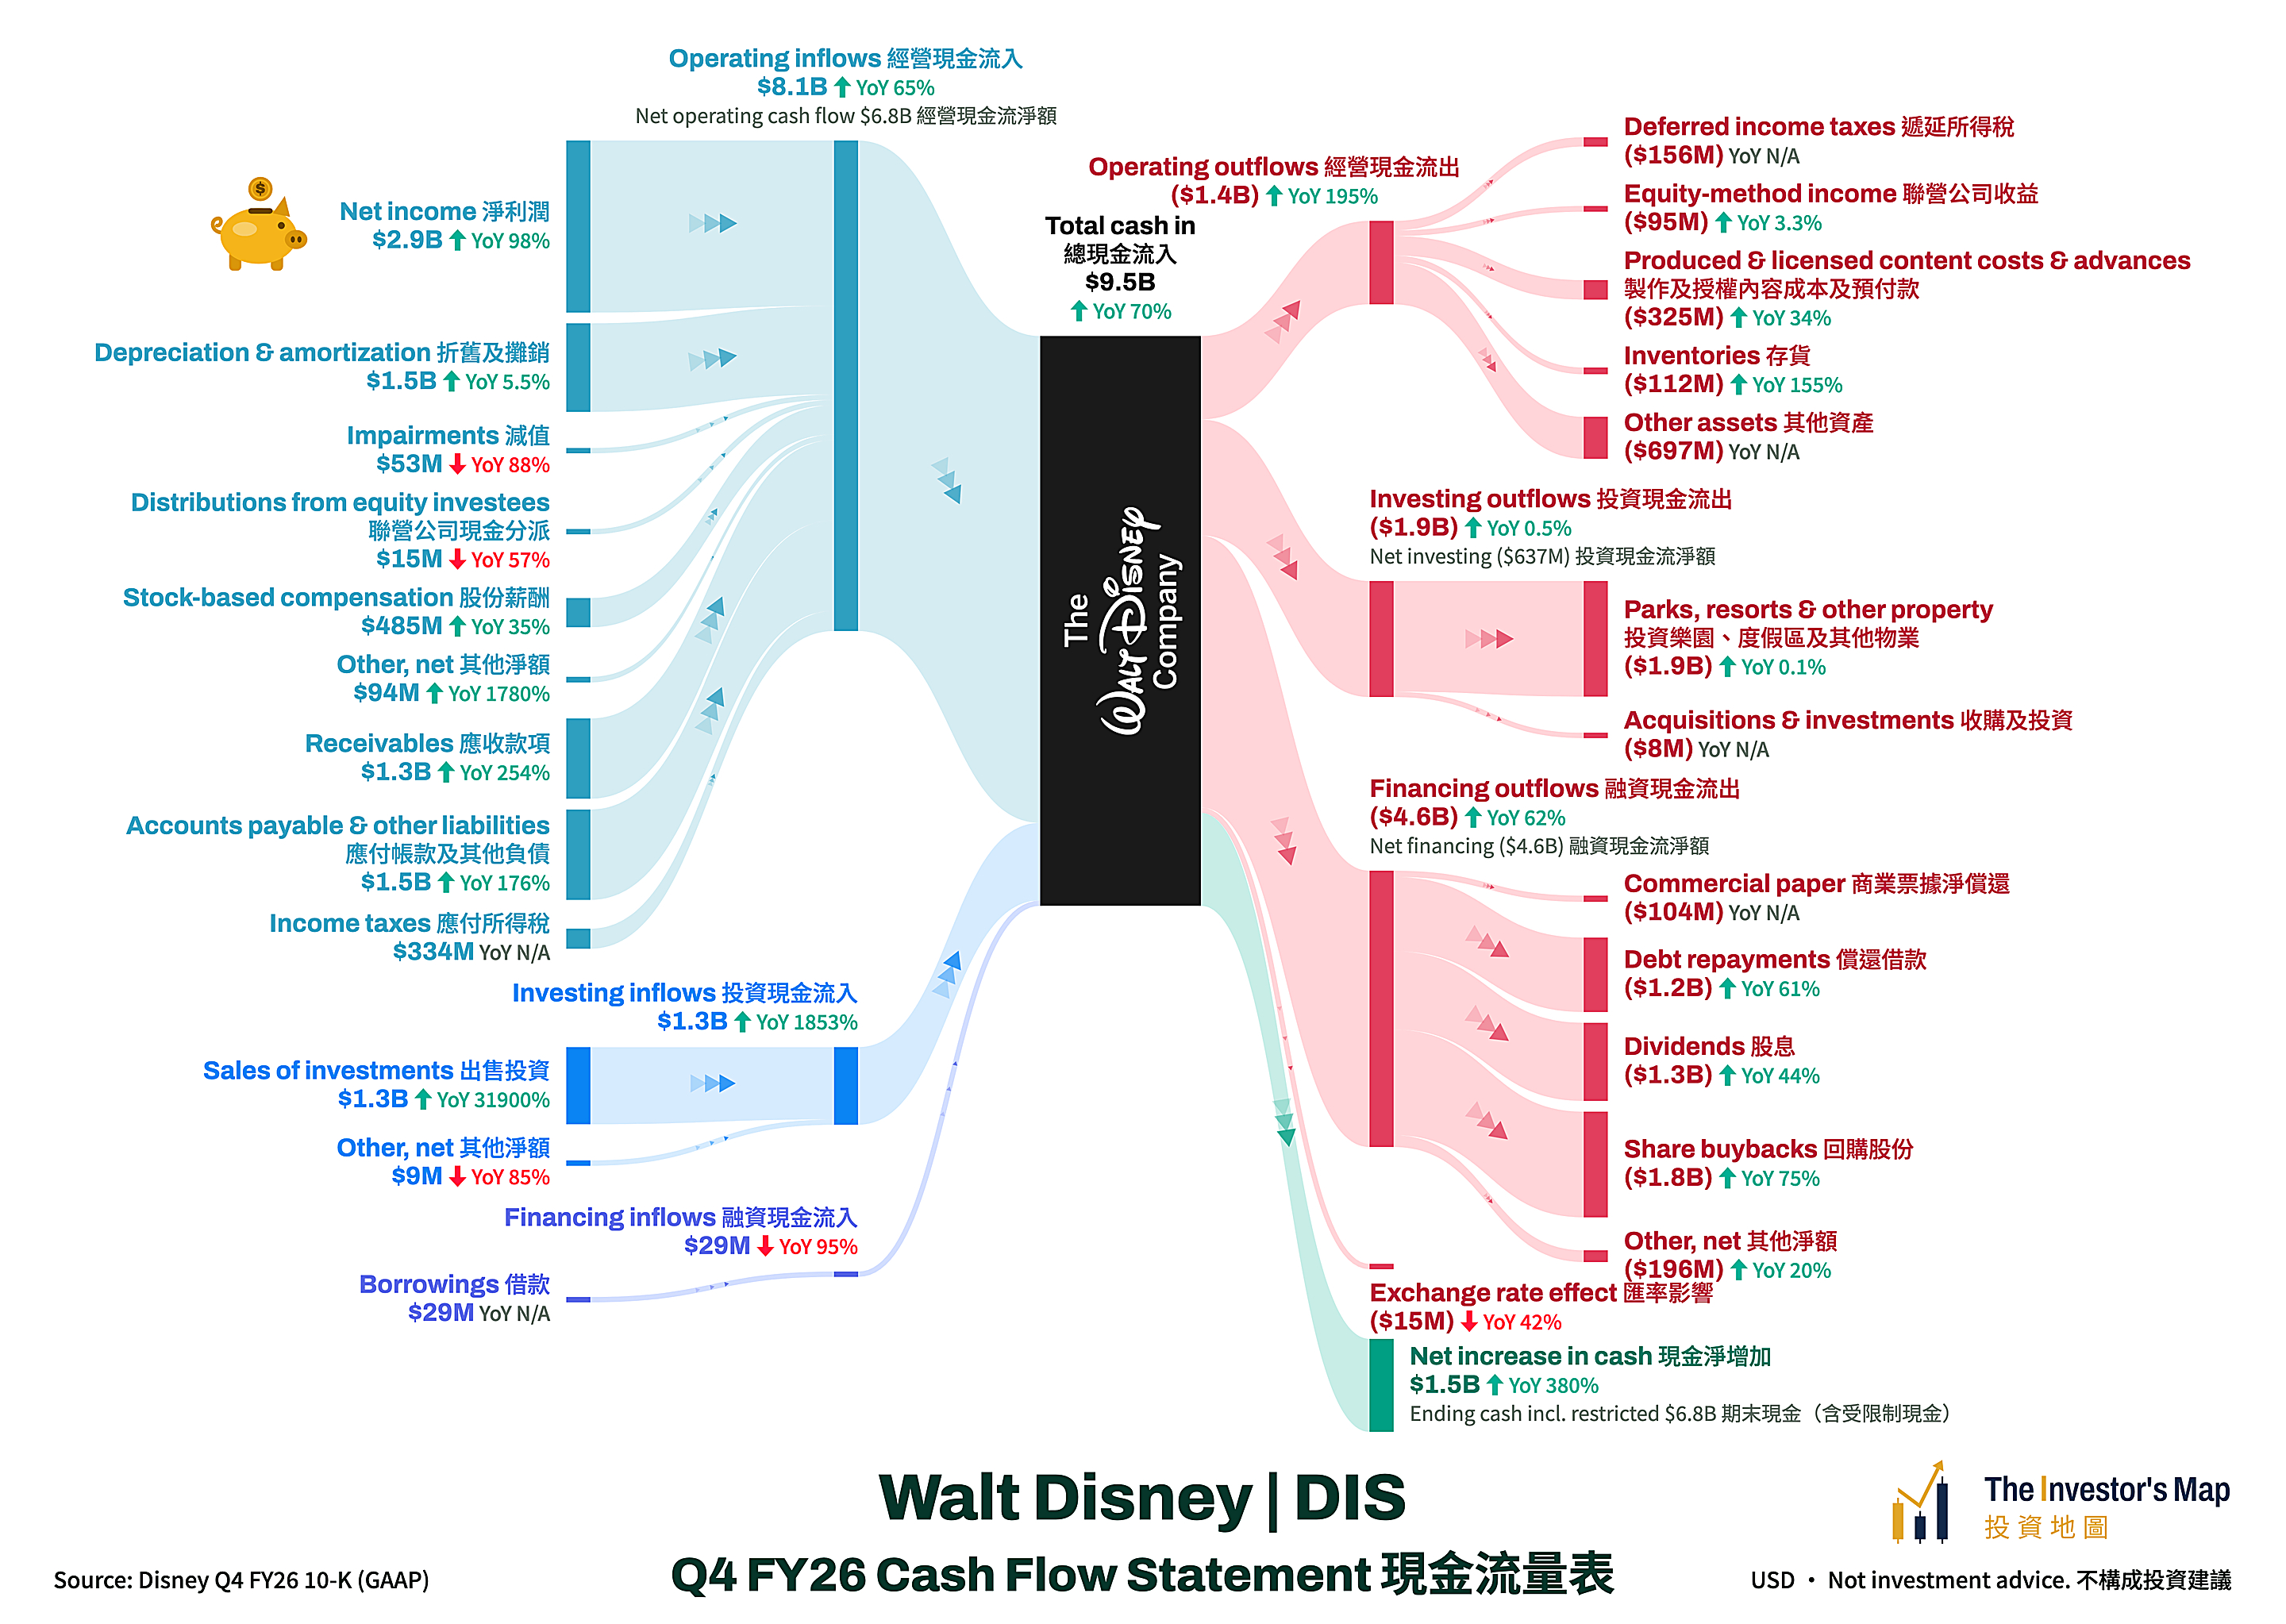 Operating inflows 經營現金流入
$8.1B YoY 65%
Net operating cash flow $6.8B 經營現金流淨額
$
Net income 淨利潤
$2.9B YoY 98%
Depreciation & amortization 折舊及攤銷
$1.5B YoY 5.5%
Impairments 減值
$53M YoY 88%
Distributions from equity investees
聯營公司現金分派
$15M YoY 57%
Stock-based compensation 股份薪酬
$485M YoY 35%
Other, net 其他淨額
$94M YoY 1780%
Receivables 應收款項
$1.3B YoY 254%
Accounts payable & other liabilities
應付帳款及其他負債
$1.5B YoY 176%
Income taxes 應付所得稅
$334M YoY N/A
Investing inflows 投資現金流入
$1.3B YoY 1853%
Sales of investments 出售投資
$1.3B YoY 31900%
Other, net 其他淨額
$9M YoY 85%
Financing inflows 融資現金流入
$29M YoY 95%
Borrowings 借款
$29M YoY N/A
Total cash in
總現金流入
$9.5B
YoY 70%
The
WALT DISNEY
Company
Operating outflows 經營現金流出
($1.4B) YoY 195%
Deferred income taxes 遞延所得稅
($156M) YoY N/A
Equity-method income 聯營公司收益
($95M) YoY 3.3%
Produced & licensed content costs & advances
製作及授權內容成本及預付款
($325M) YoY 34%
Inventories 存貨
($112M) YoY 155%
Other assets 其他資產
($697M) YoY N/A
Investing outflows 投資現金流出
($1.9B) YoY 0.5%
Net investing ($637M) 投資現金流淨額
Parks, resorts & other property
投資樂園、度假區及其他物業
($1.9B) YoY 0.1%
Acquisitions & investments 收購及投資
($8M) YoY N/A
Financing outflows 融資現金流出
($4.6B) YoY 62%
Net financing ($4.6B) 融資現金流淨額
Commercial paper 商業票據淨償還
($104M) YoY N/A
Debt repayments 償還借款
($1.2B) YoY 61%
Dividends 股息
($1.3B) YoY 44%
Share buybacks 回購股份
($1.8B) YoY 75%
Other, net 其他淨額
($196M) YoY 20%
Exchange rate effect 匯率影響
($15M) YoY 42%
Net increase in cash 現金淨增加
$1.5B YoY 380%
Ending cash incl. restricted $6.8B 期末現金（含受限制現金）
Walt Disney | DIS
Q4 FY26 Cash Flow Statement 現金流量表
Source: Disney Q4 FY26 10-K (GAAP)
The Investor's Map
投資地圖
USD • Not investment advice. 不構成投資建議